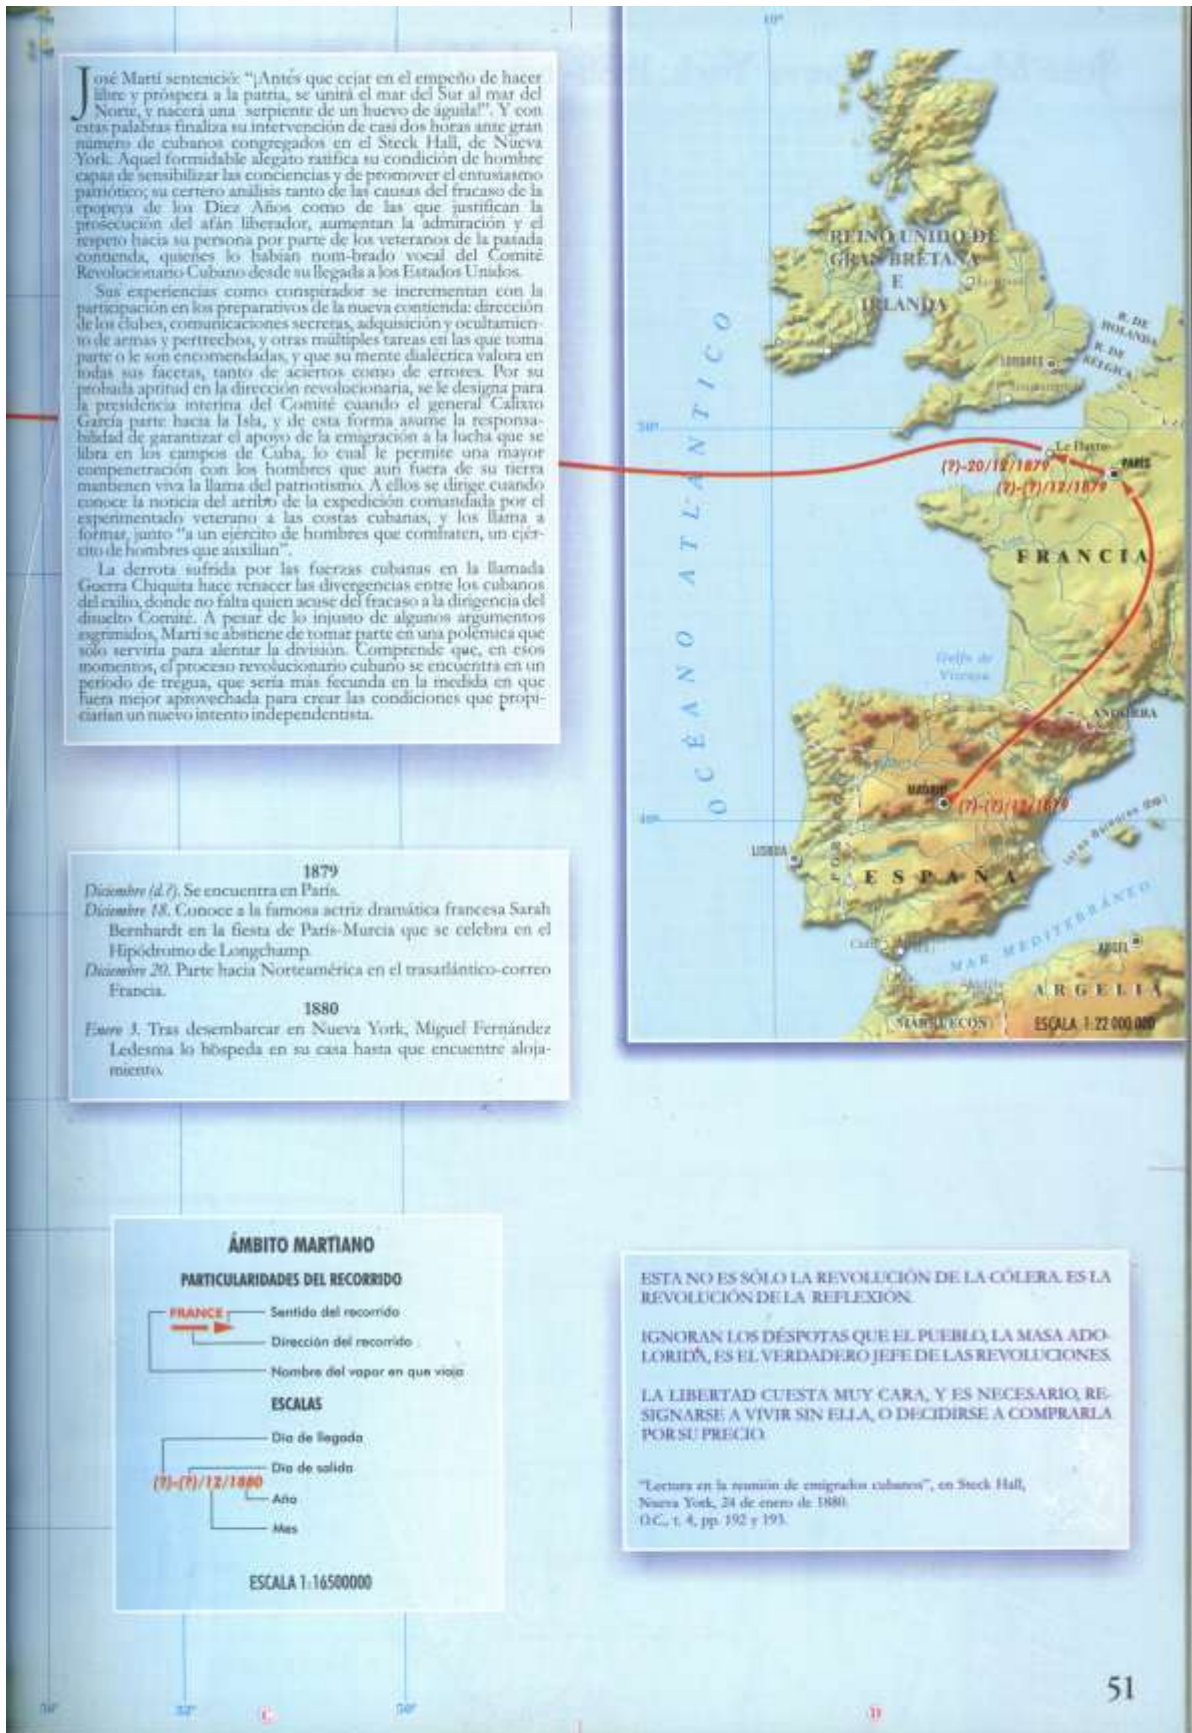 José Martí sentenció: “¡Antes que cejar en el empeño de hacer
libre y próspera a la patria, se unirá el mar del Sur al mar del
Norte, y nacerá una serpiente de un huevo de águila!”. Y con
estas palabras finaliza su intervención de casi dos horas ante gran
número de cubanos congregados en el Steck Hall, de Nueva
York. Aquel formidable alegato ratifica su condición de hombre
capaz de sensibilizar las conciencias y de promover el entusiasmo
patriótico; su certero análisis tanto de las causas del fracaso de la
epopeya de los Diez Años como de las que justifican la
prosecución del afán liberador, aumentan la admiración y el
respeto hacia su persona por parte de los veteranos de la pasada
contienda, quienes lo habían nom-brado vocal del Comité
Revolucionario Cubano desde su llegada a los Estados Unidos.
Sus experiencias como conspirador se incrementan con la
participación en los preparativos de la nueva contienda: dirección
de los clubes, comunicaciones secretas, adquisición y ocultamien-
to de armas y pertrechos, y otras múltiples tareas en las que toma
parte o le son encomendadas, y que su mente dialéctica valora en
todas sus facetas, tanto de aciertos como de errores. Por su
probada aptitud en la dirección revolucionaria, se le designa para
la presidencia interina del Comité cuando el general Calixto
García parte hacia la Isla, y de esta forma asume la responsa-
bilidad de garantizar el apoyo de la emigración a la lucha que se
libra en los campos de Cuba, lo cual le permite una mayor
compenetración con los hombres que aun fuera de su tierra
mantienen viva la llama del patriotismo. A ellos se dirige cuando
conoce la noticia del arribo de la expedición comandada por el
experimentado veterano a las costas cubanas, y los llama a
formar, junto “a un ejército de hombres que combaten, un ejér-
cito de hombres que auxilian”.
La derrota sufrida por las fuerzas cubanas en la llamada
Guerra Chiquita hace renacer las divergencias entre los cubanos
del exilio, donde no falta quien acuse del fracaso a la dirigencia del
disuelto Comité. A pesar de lo injusto de algunos argumentos
esgrimidos, Martí se abstiene de tomar parte en una polémica que
sólo serviría para alentar la división. Comprende que, en esos
momentos, el proceso revolucionario cubano se encuentra en un
período de tregua, que sería más fecunda en la medida en que
fuera mejor aprovechada para crear las condiciones que propi-
ciarían un nuevo intento independentista.
1879
Diciembre (d.?). Se encuentra en París.
Diciembre 18. Conoce a la famosa actriz dramática francesa Sarah
Bernhardt en la fiesta de París-Murcia que se celebra en el
Hipódromo de Longchamp.
Diciembre 20. Parte hacia Norteamérica en el trasatlántico-correo
Francia.
1880
Enero 3. Tras desembarcar en Nueva York, Miguel Fernández
Ledesma lo hospeda en su casa hasta que encuentre aloja-
miento.
10°
REINO UNIDO DE
GRAN BRETAÑA
E
IRLANDA
R. DE
HOLANDA
R. DE
BÉLGICA
LONDRES
50°
OCÉANO ATLÁNTICO
Le Havre
(?)-20/12/1879
PARÍS
(?)-(?)/12/1879
FRANCIA
Golfo de
Vizcaya
ANDORRA
MADRID
(?)-(?)/12/1879
40°
LISBOA
ESPAÑA
Islas Baleares (Esp.)
MAR MEDITERRÁNEO
ARGEL
ARGELIA
MARRUECOS
ESCALA 1:22 000 000
ÁMBITO MARTIANO
PARTICULARIDADES DEL RECORRIDO
FRANCE
Sentido del recorrido
Dirección del recorrido
Nombre del vapor en que viaja
ESCALAS
Día de llegada
Día de salida
(?)-(?)/12/1880
Año
Mes
ESCALA 1:16500000
ESTA NO ES SÓLO LA REVOLUCIÓN DE LA CÓLERA. ES LA
REVOLUCIÓN DE LA REFLEXIÓN.
IGNORAN LOS DÉSPOTAS QUE EL PUEBLO, LA MASA ADO-
LORIDA, ES EL VERDADERO JEFE DE LAS REVOLUCIONES.
LA LIBERTAD CUESTA MUY CARA, Y ES NECESARIO, RE-
SIGNARSE A VIVIR SIN ELLA, O DECIDIRSE A COMPRARLA
POR SU PRECIO.
“Lectura en la reunión de emigrados cubanos”, en Steck Hall,
Nueva York, 24 de enero de 1880.
O.C., t. 4, pp. 192 y 193.
51
C
D